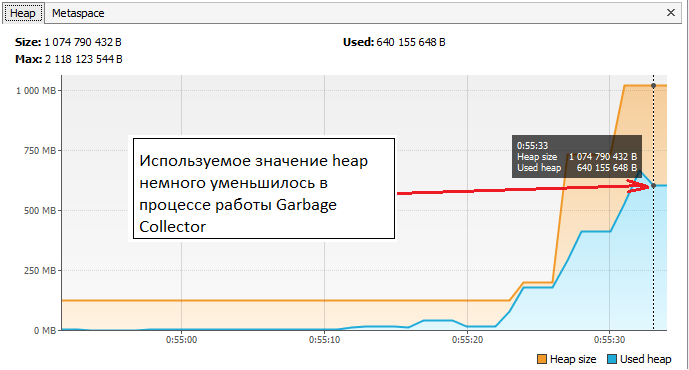 Heap Metaspace
Size: 1 074 790 432 B Used: 640 155 648 B
Max: 2 118 123 544 B
1 000 MB
750 MB
500 MB
250 MB
0 MB
Используемое значение heap
немного уменьшилось в
процессе работы Garbage
Collector
0:55:33
Heap size 1 074 790 432 B
Used heap 640 155 648 B
0:55:00 0:55:10 0:55:20 0:55:30
Heap size Used heap